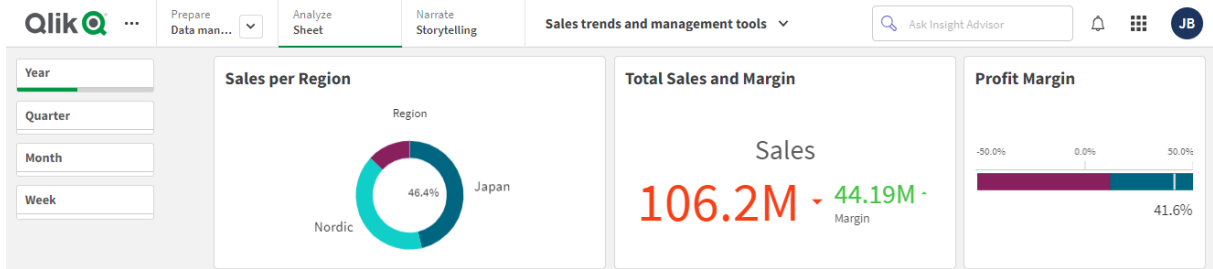 Qlik Q ...
Prepare
Data man...
Analyze
Sheet
Narrate
Storytelling
Sales trends and management tools
Ask Insight Advisor
JB
Year
Quarter
Month
Week
Sales per Region
Region
46.4%
Japan
Nordic
Total Sales and Margin
Sales
106.2M
44.19M
Margin
Profit Margin
-50.0% 0.0% 50.0%
41.6%